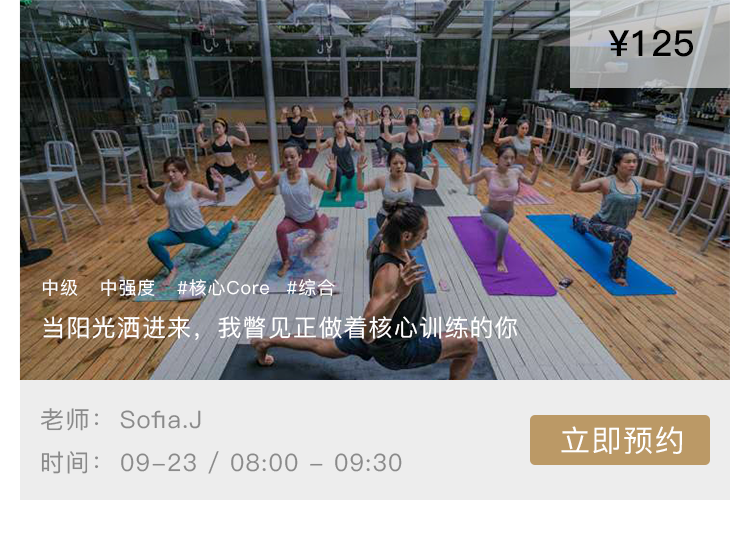 ¥125
中级 中强度 #核心Core #综合
当阳光洒进来，我瞥见正做着核心训练的你
老师： Sofia.J
时间： 09-23 / 08:00 - 09:30
立即预约